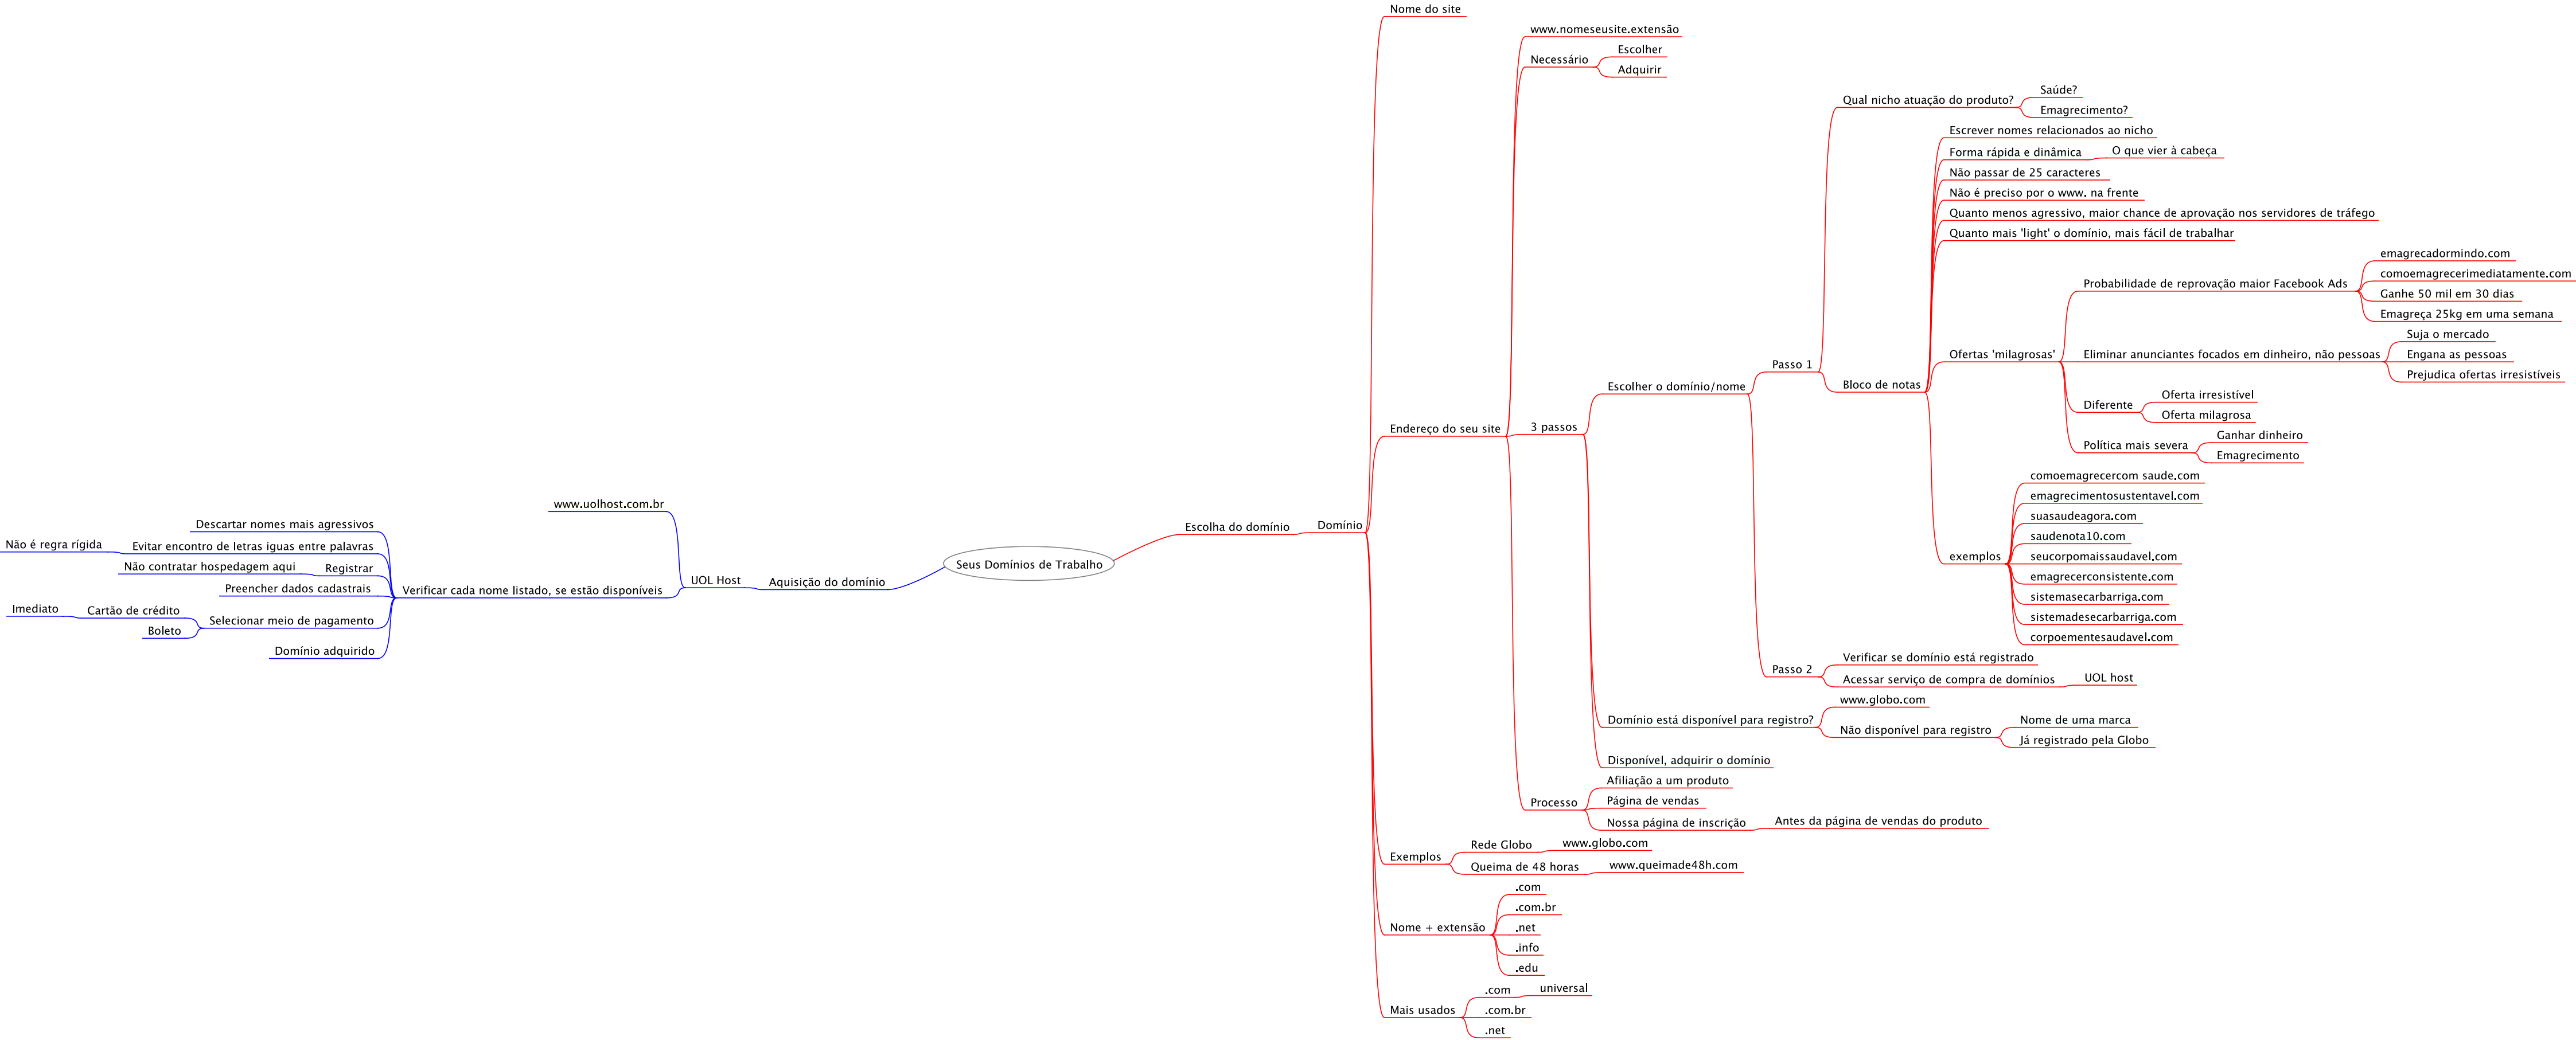 Seus Domínios de Trabalho
Escolha do domínio
Domínio
Nome do site
Endereço do seu site
www.nomeseusite.extensão
Necessário
Escolher
Adquirir
3 passos
Escolher o domínio/nome
Passo 1
Qual nicho atuação do produto?
Saúde?
Emagrecimento?
Bloco de notas
Escrever nomes relacionados ao nicho
Forma rápida e dinâmica
O que vier à cabeça
Não passar de 25 caracteres
Não é preciso por o www. na frente
Quanto menos agressivo, maior chance de aprovação nos servidores de tráfego
Quanto mais 'light' o domínio, mais fácil de trabalhar
Ofertas 'milagrosas'
Probabilidade de reprovação maior Facebook Ads
emagrecadormindo.com
comoemagrecerimediatamente.com
Ganhe 50 mil em 30 dias
Emagreça 25kg em uma semana
Eliminar anunciantes focados em dinheiro, não pessoas
Suja o mercado
Engana as pessoas
Prejudica ofertas irresistíveis
Diferente
Oferta irresistível
Oferta milagrosa
Política mais severa
Ganhar dinheiro
Emagrecimento
exemplos
comoemagrecercom saude.com
emagrecimentosustentavel.com
suasaudeagora.com
saudenota10.com
seucorpomaissaudavel.com
emagrecerconsistente.com
sistemasecarbarriga.com
sistemadesecarbarriga.com
corpoementesaudavel.com
Passo 2
Verificar se domínio está registrado
Acessar serviço de compra de domínios
UOL host
Domínio está disponível para registro?
www.globo.com
Não disponível para registro
Nome de uma marca
Já registrado pela Globo
Disponível, adquirir o domínio
Processo
Afiliação a um produto
Página de vendas
Nossa página de inscrição
Antes da página de vendas do produto
Exemplos
Rede Globo
www.globo.com
Queima de 48 horas
www.queimade48h.com
Nome + extensão
.com
.com.br
.net
.info
.edu
Mais usados
.com
universal
.com.br
.net
Aquisição do domínio
UOL Host
www.uolhost.com.br
Verificar cada nome listado, se estão disponíveis
Descartar nomes mais agressivos
Evitar encontro de letras iguas entre palavras
Não é regra rígida
Registrar
Não contratar hospedagem aqui
Preencher dados cadastrais
Selecionar meio de pagamento
Cartão de crédito
Imediato
Boleto
Domínio adquirido